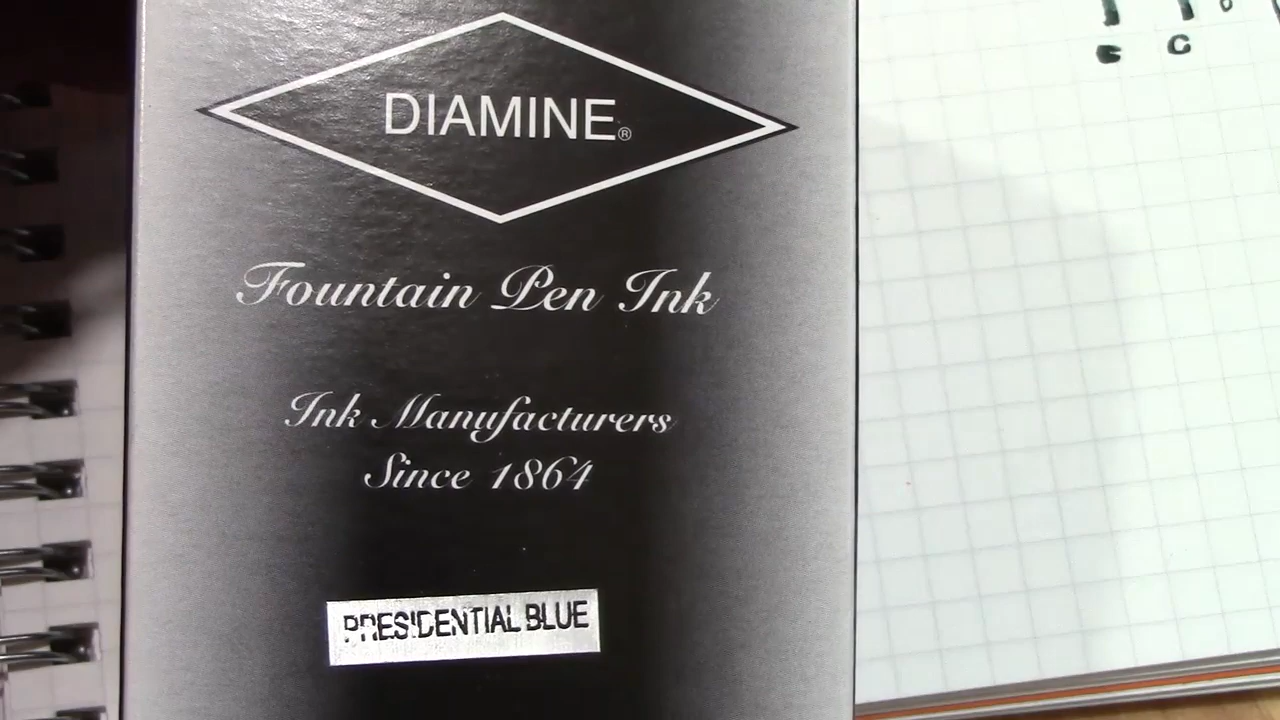 DIAMINE®
Fountain Pen Ink
Ink Manufacturers
Since 1864
PRESIDENTIAL BLUE